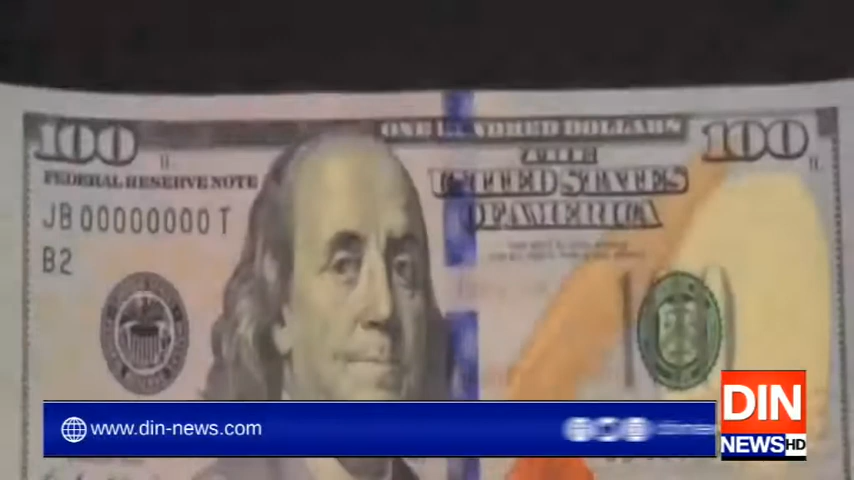 ONE HUNDRED DOLLARS
100
100
FEDERAL RESERVE NOTE
UNITED STATES
OF AMERICA
JB 00000000 T
B2
www.din-news.com
DIN
NEWS HD